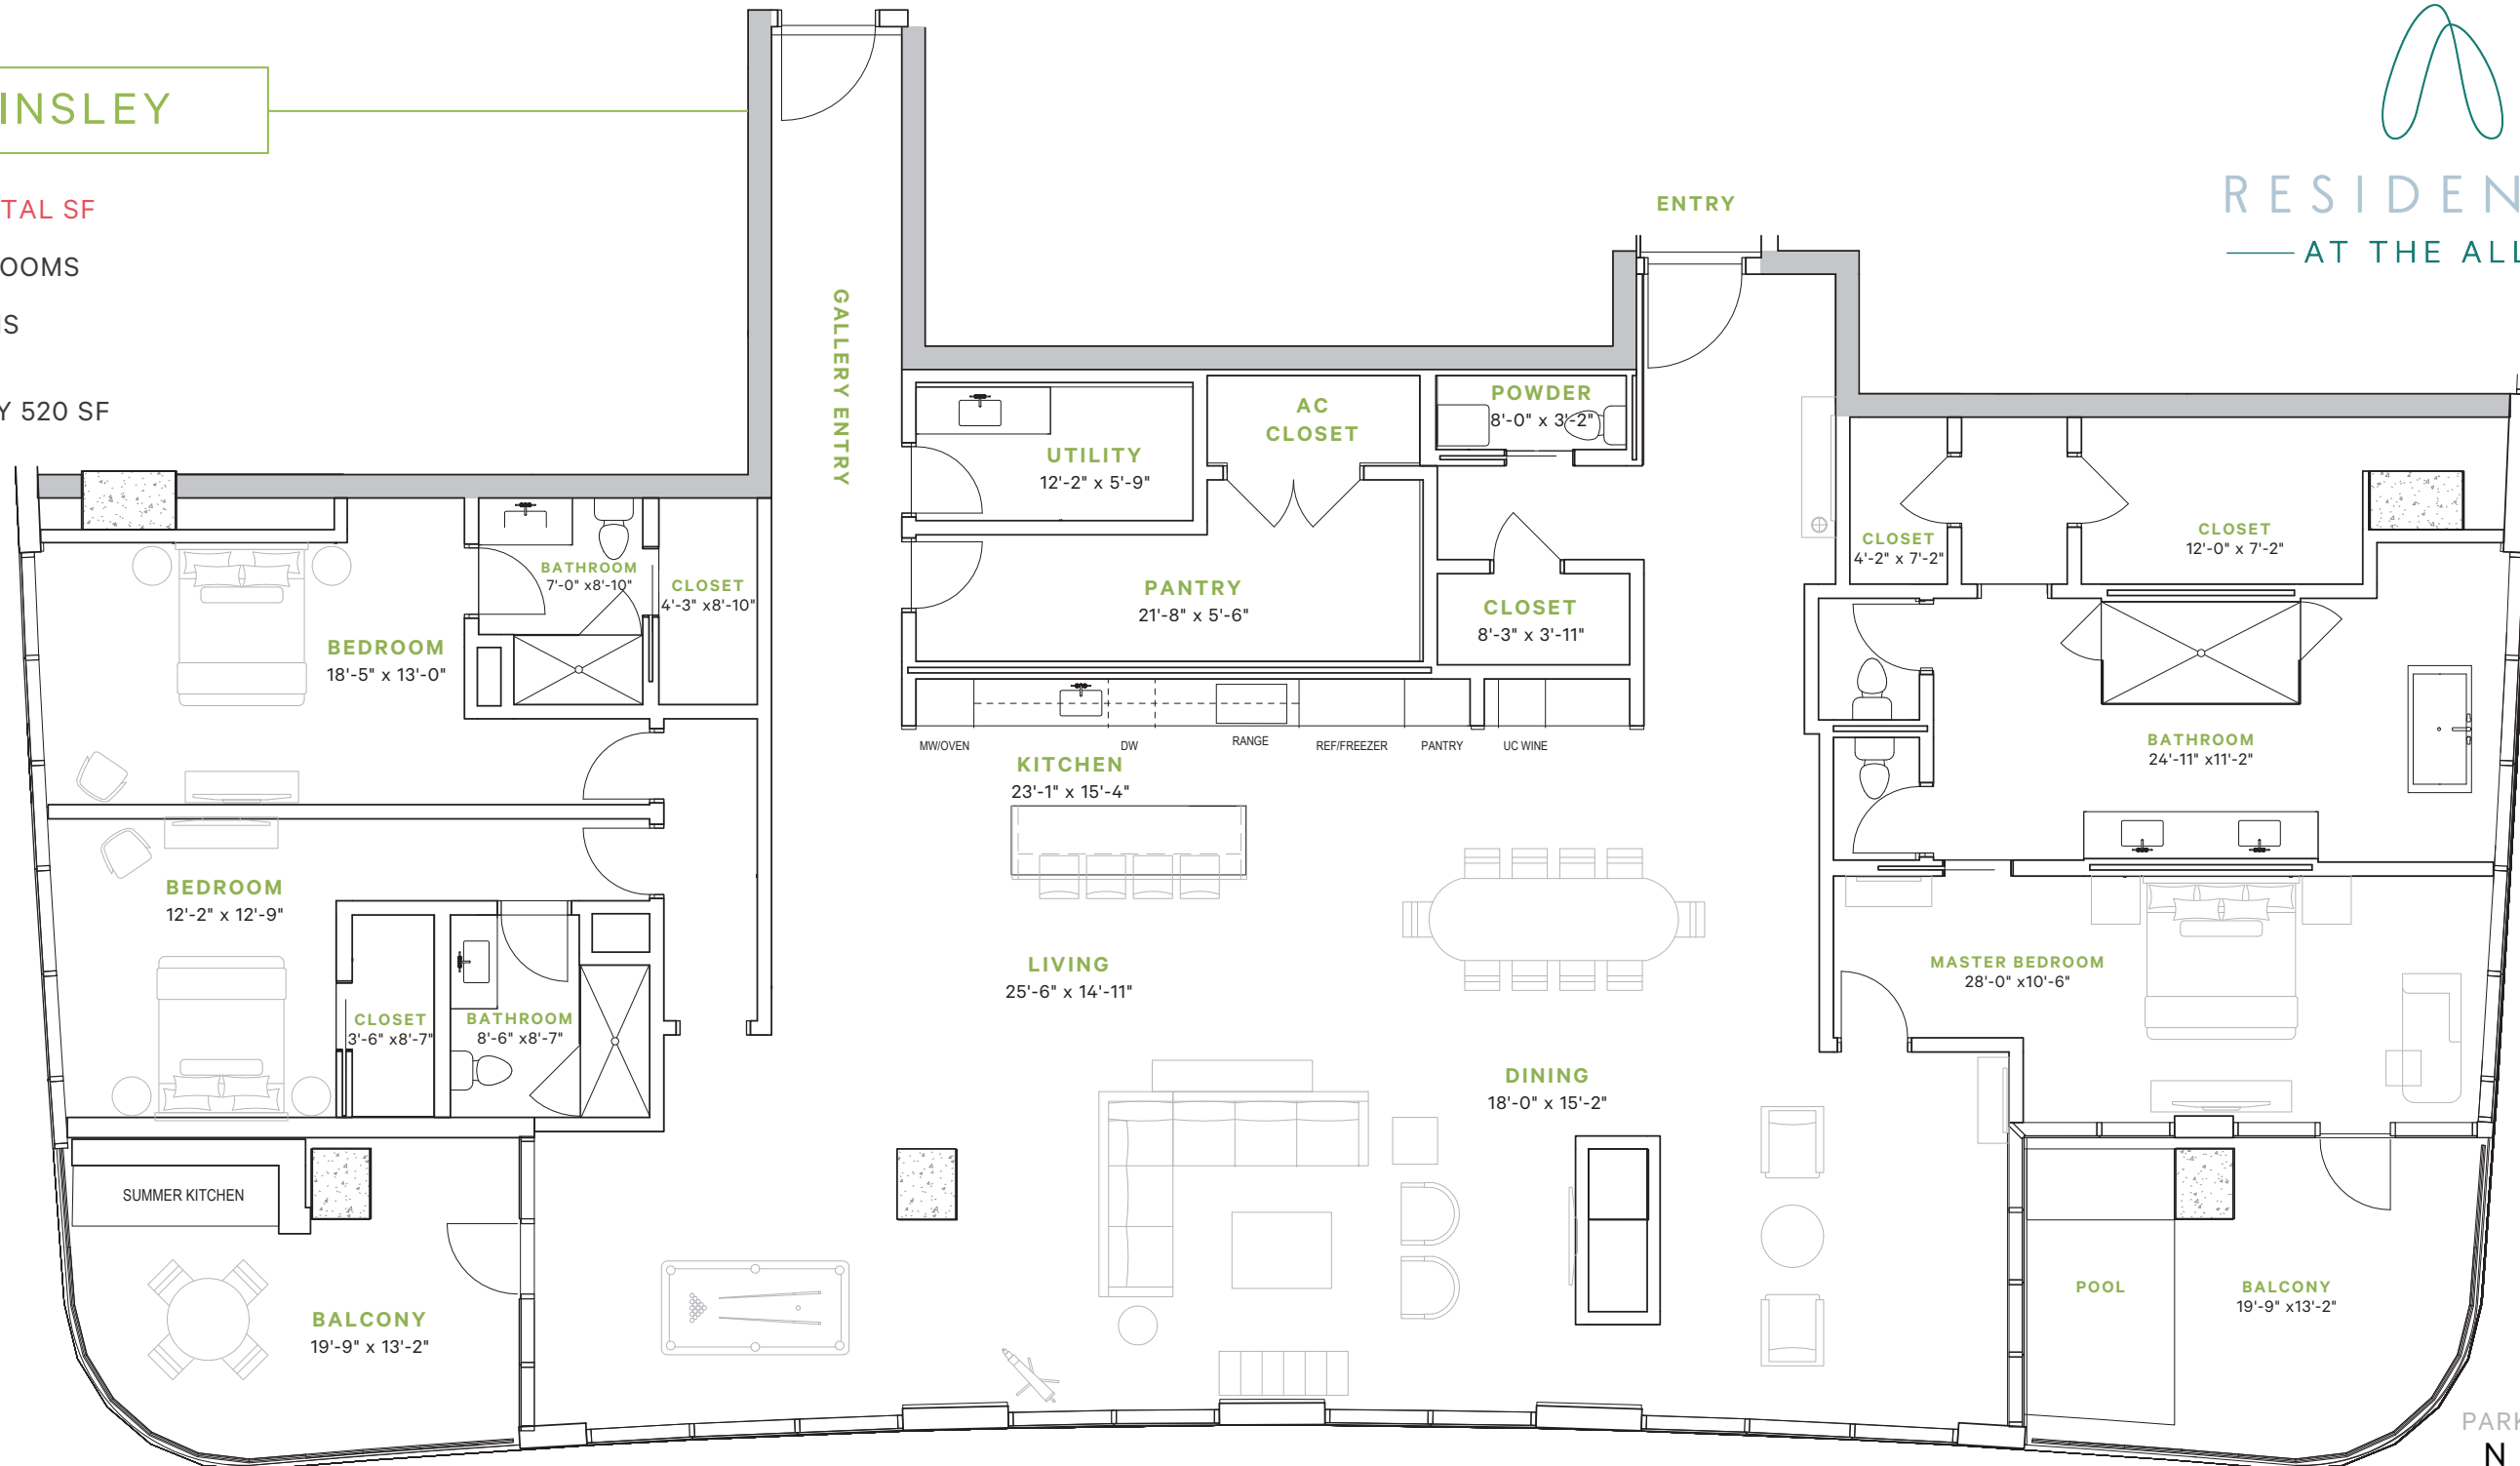 INSLEY
TAL SF
OOMS
IS
Y 520 SF
RESIDEN
AT THE ALL
ENTRY
GALLERY ENTRY
UTILITY
12'-2" x 5'-9"
AC
CLOSET
POWDER
8'-0" x 3'-2"
BATHROOM
7'-0" x8'-10"
CLOSET
4'-3" x8'-10"
BEDROOM
18'-5" x 13'-0"
PANTRY
21'-8" x 5'-6"
CLOSET
8'-3" x 3'-11"
CLOSET
4'-2" x 7'-2"
CLOSET
12'-0" x 7'-2"
MW/OVEN
DW
RANGE
REF/FREEZER
PANTRY
UC WINE
KITCHEN
23'-1" x 15'-4"
BATHROOM
24'-11" x11'-2"
BEDROOM
12'-2" x 12'-9"
LIVING
25'-6" x 14'-11"
MASTER BEDROOM
28'-0" x10'-6"
CLOSET
3'-6" x8'-7"
BATHROOM
8'-6" x8'-7"
DINING
18'-0" x 15'-2"
SUMMER KITCHEN
BALCONY
19'-9" x 13'-2"
POOL
BALCONY
19'-9" x13'-2"
PARK
N